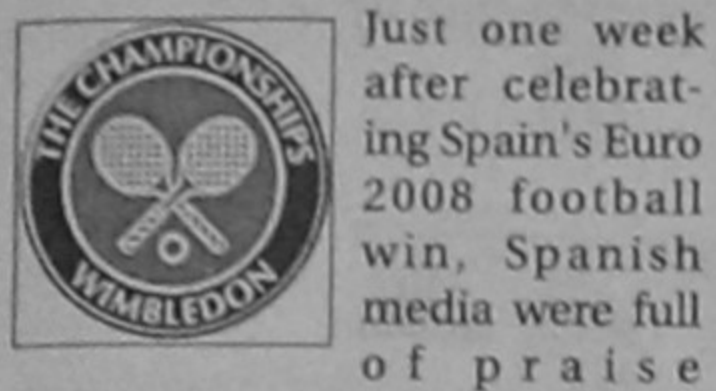 THE CHAMPIONSHIPS
WIMBLEDON
Just one week
after celebrat-
ing Spain's Euro
2008 football
win, Spanish
media were full
of praise